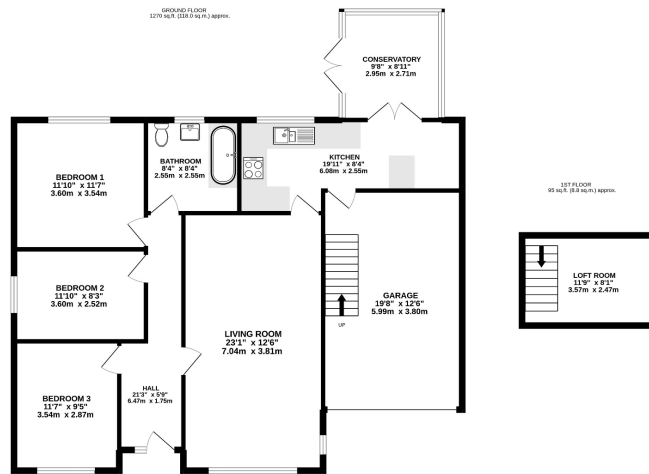 GROUND FLOOR
1270 sq.ft. (118.0 sq.m.) approx.
CONSERVATORY
9'8" x 8'11"
2.95m x 2.71m
BATHROOM
8'4" x 8'4"
2.55m x 2.55m
KITCHEN
19'11" x 8'4"
6.08m x 2.55m
BEDROOM 1
11'10" x 11'7"
3.60m x 3.54m
1ST FLOOR
95 sq.ft. (8.8 sq.m.) approx.
LOFT ROOM
11'9" x 8'1"
3.57m x 2.47m
BEDROOM 2
11'10" x 8'3"
3.60m x 2.52m
GARAGE
19'8" x 12'6"
5.99m x 3.80m
UP
LIVING ROOM
23'1" x 12'6"
7.04m x 3.81m
HALL
21'3" x 5'9"
6.47m x 1.75m
BEDROOM 3
11'7" x 9'5"
3.54m x 2.87m